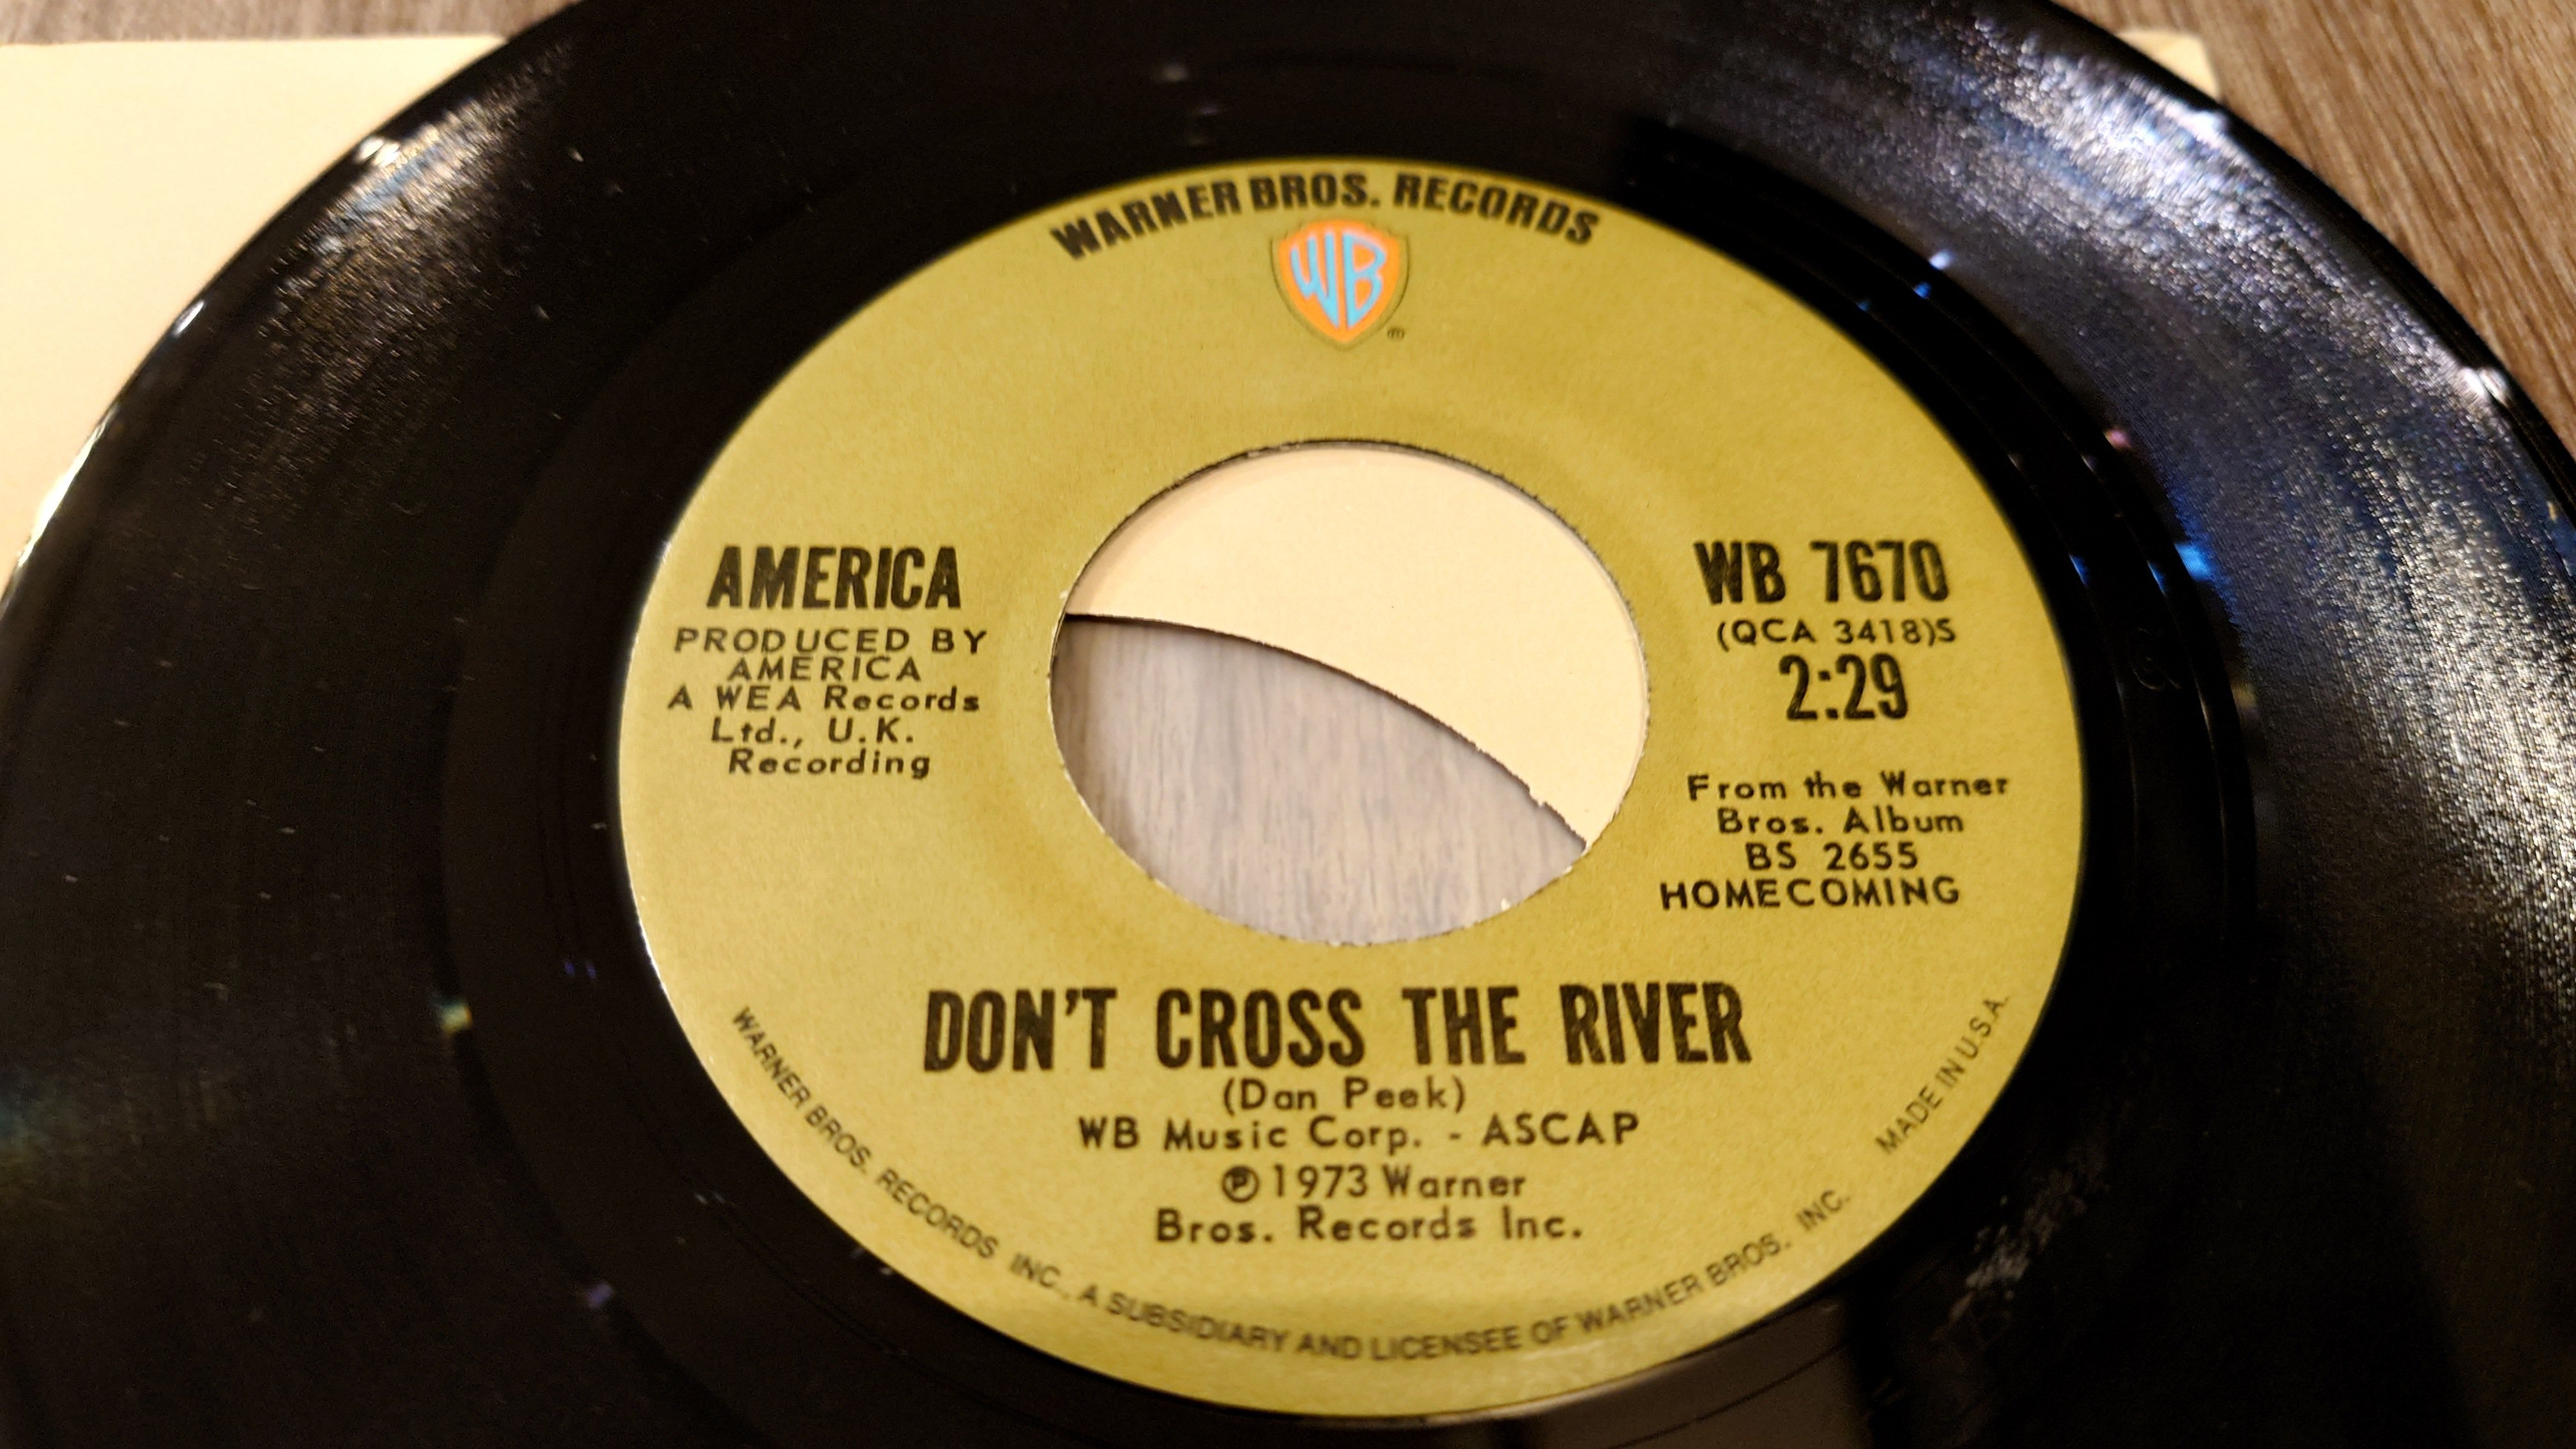 WARNER BROS. RECORDS
WB
®
AMERICA
PRODUCED BY
AMERICA
A WEA Records
Ltd., U.K.
Recording
WB 7670
(QCA 3418)S
2:29
From the Warner
Bros. Album
BS 2655
HOMECOMING
DON'T CROSS THE RIVER
(Dan Peek)
WB Music Corp. - ASCAP
℗1973 Warner
Bros. Records Inc.
WARNER BROS. RECORDS INC., A SUBSIDIARY AND LICENSEE OF WARNER BROS. INC.
MADE IN U.S.A.